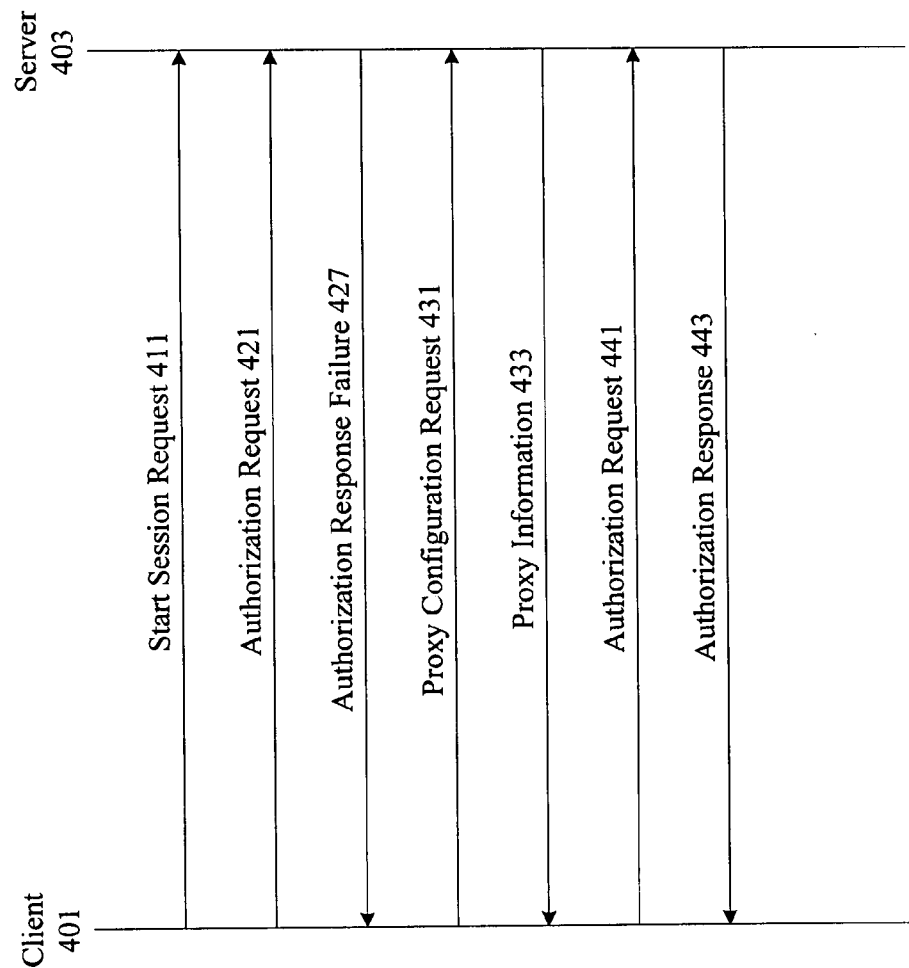 Client
401
Server
403
Start Session Request 411
Authorization Request 421
Authorization Response Failure 427
Proxy Configuration Request 431
Proxy Information 433
Authorization Request 441
Authorization Response 443